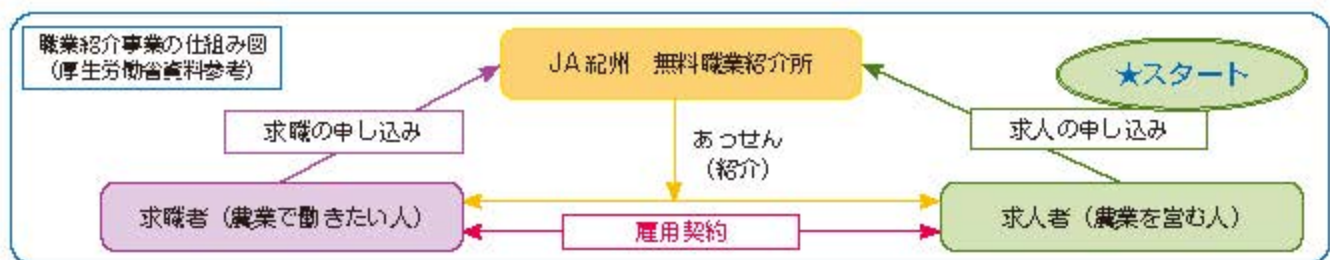 職業紹介事業の仕組み図
(厚生労働省資料参考)
JA紀州　無料職業紹介所
★スタート
求職の申し込み
求人の申し込み
あっせん
(紹介)
求職者（農業で働きたい人）
求人者（農業を営む人）
雇用契約